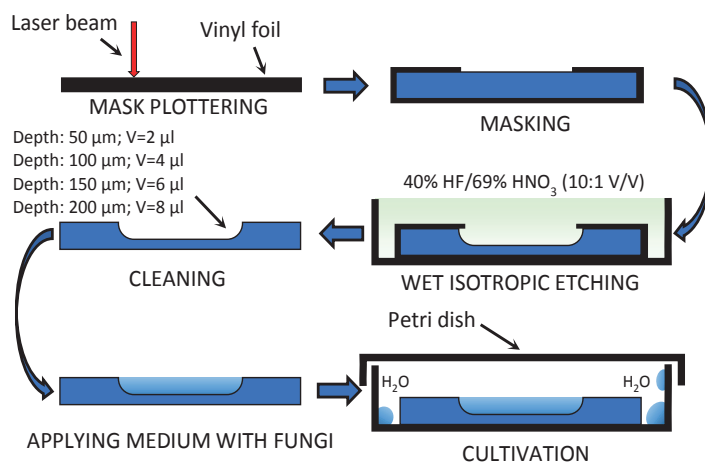 Laser beam
Vinyl foil
MASK PLOTTERING
MASKING
Depth: 50 µm; V=2 µl
Depth: 100 µm; V=4 µl
Depth: 150 µm; V=6 µl
Depth: 200 µm; V=8 µl
40% HF/69% HNO₃ (10:1 V/V)
CLEANING
WET ISOTROPIC ETCHING
Petri dish
H₂O
H₂O
APPLYING MEDIUM WITH FUNGI
CULTIVATION